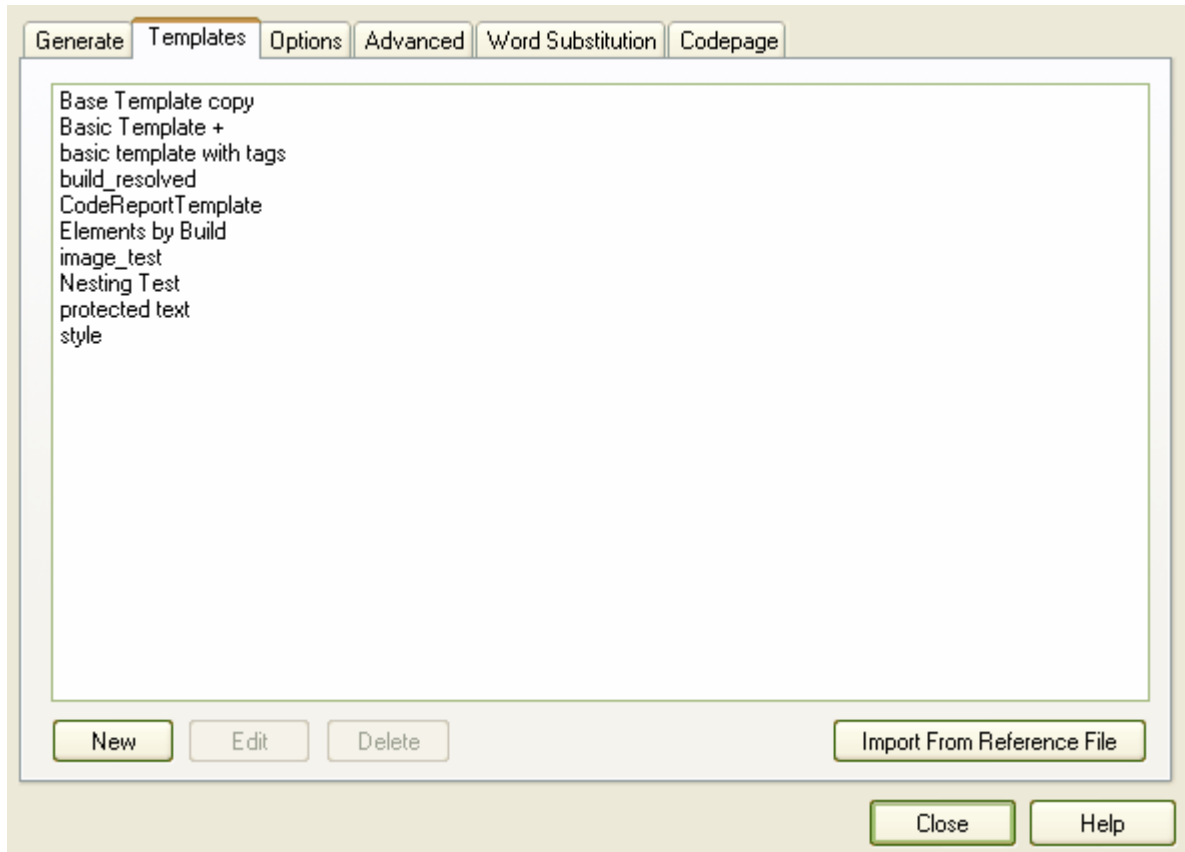 Generate Templates Options Advanced Word Substitution Codepage
Base Template copy
Basic Template +
basic template with tags
build_resolved
CodeReportTemplate
Elements by Build
image_test
Nesting Test
protected text
style
New Edit Delete Import From Reference File
Close Help